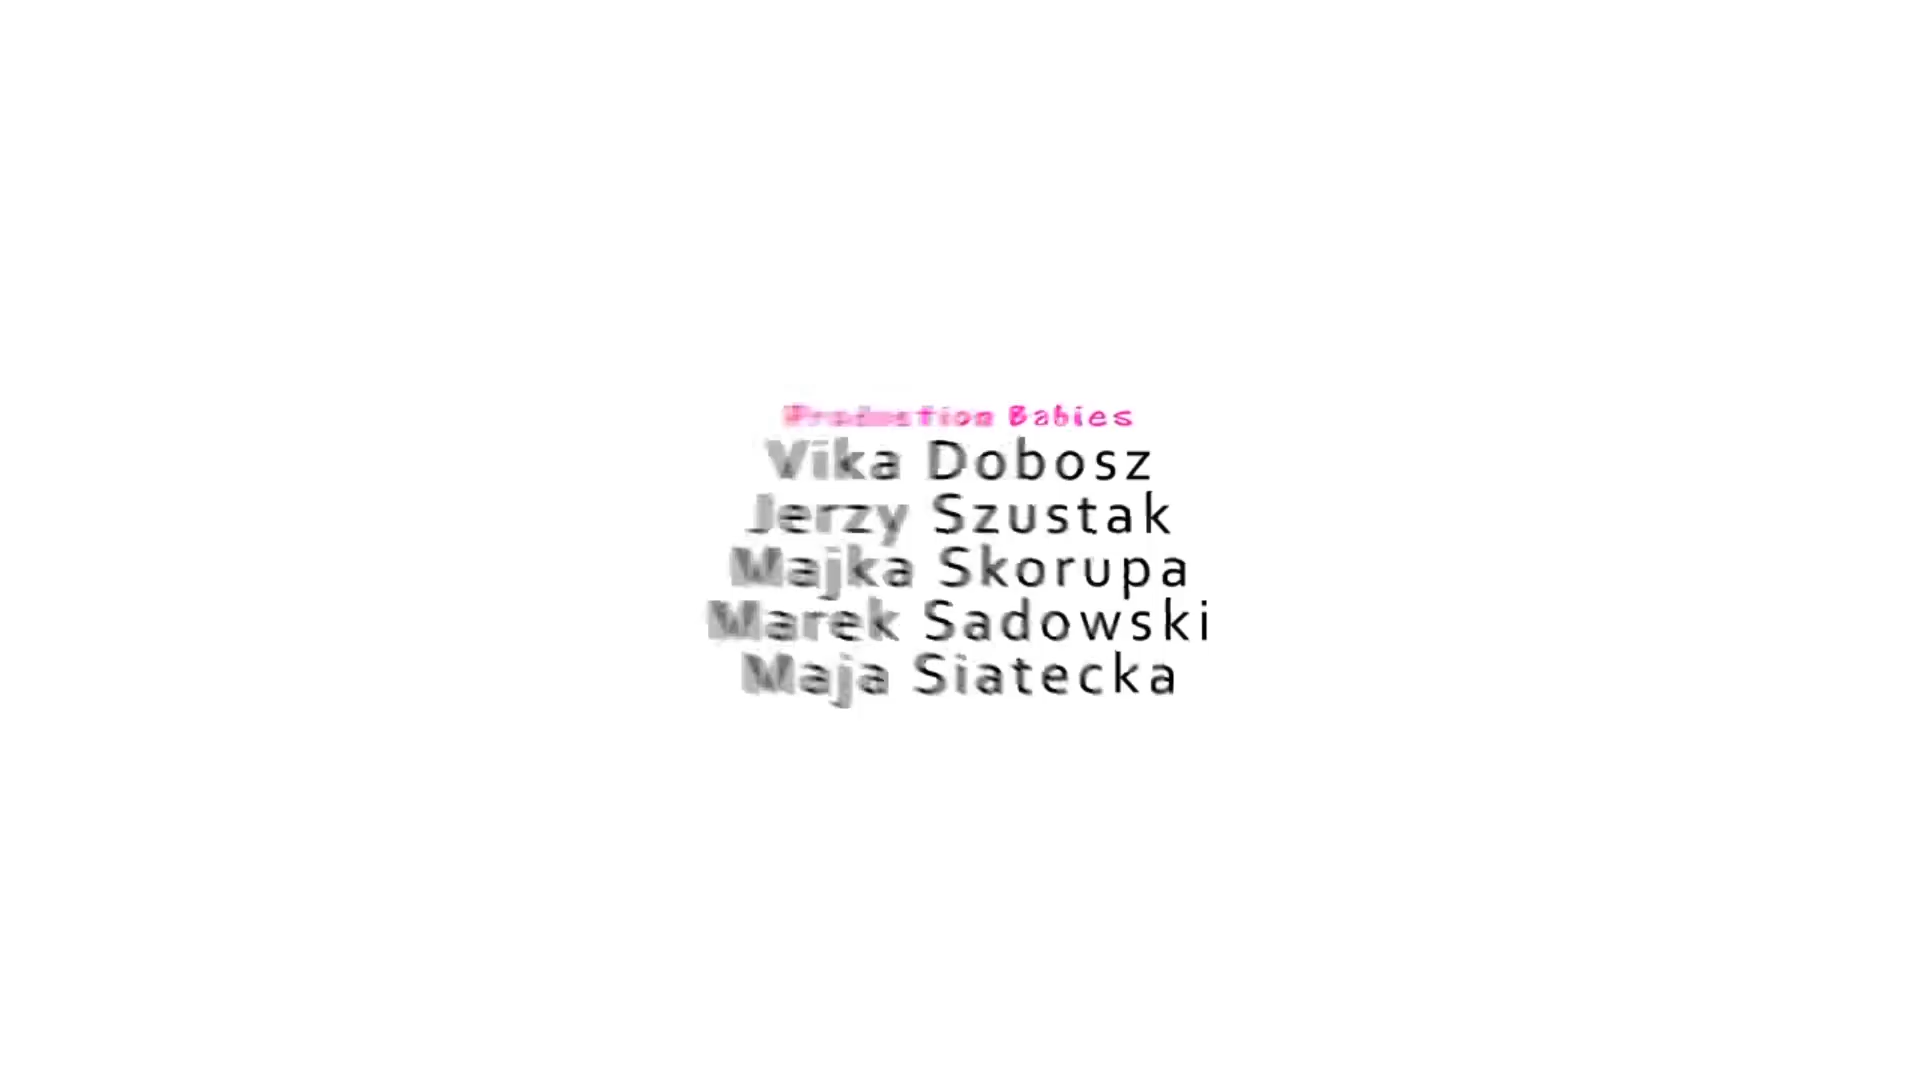 Production Babies
Vika Dobosz
Jerzy Szustak
Majka Skorupa
Marek Sadowski
Maja Siatecka